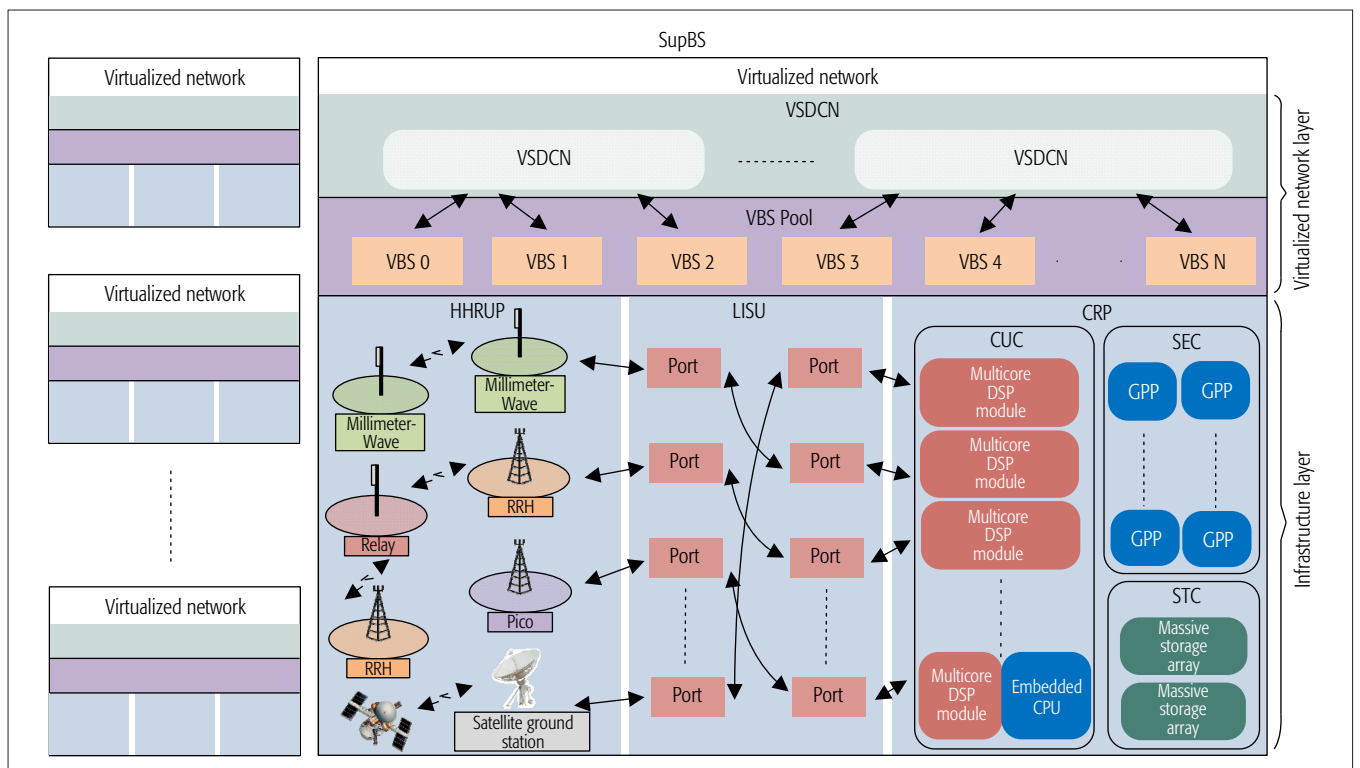 SupBS
Virtualized network
Virtualized network
Virtualized network
Virtualized network
VSDCN
VSDCN
VSDCN
VBS Pool
VBS 0
VBS 1
VBS 2
VBS 3
VBS 4
VBS N
Virtualized network layer
HHRUP
Millimeter-
Wave
Millimeter-
Wave
RRH
Relay
Pico
RRH
Satellite ground
station
LISU
Port
Port
Port
Port
Port
Port
Port
Port
CRP
CUC
Multicore
DSP
module
Multicore
DSP
module
Multicore
DSP
module
Multicore
DSP
module
Embedded
CPU
SEC
GPP
GPP
GPP
GPP
STC
Massive
storage
array
Massive
storage
array
Infrastructure layer